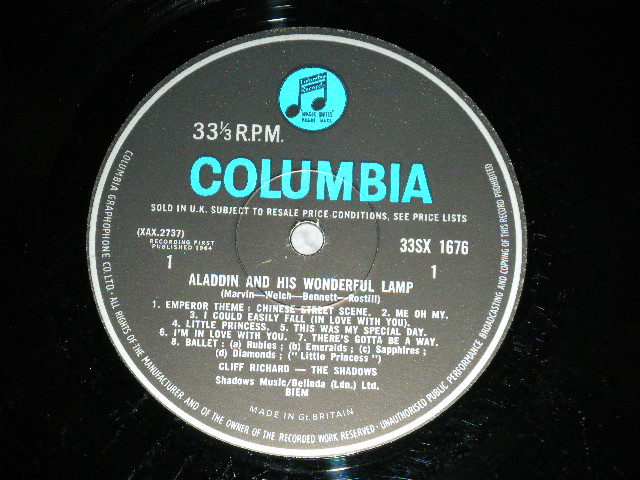 Columbia
Records
MAGIC NOTES
TRADE MARK
33⅓ R.P.M.
COLUMBIA
SOLD IN U.K. SUBJECT TO RESALE PRICE CONDITIONS, SEE PRICE LISTS
(XAX.2737)
RECORDING FIRST
PUBLISHED 1964
33SX 1676
1
1
ALADDIN AND HIS WONDERFUL LAMP
(Marvin—Welch—Bennett—Rostill)
1. EMPEROR THEME : CHINESE STREET SCENE. 2. ME OH MY.
3. I COULD EASILY FALL (IN LOVE WITH YOU).
4. LITTLE PRINCESS. 5. THIS WAS MY SPECIAL DAY.
6. I'M IN LOVE WITH YOU. 7. THERE'S GOTTA BE A WAY.
8. BALLET : (a) Rubies ; (b) Emeralds ; (c) Sapphires ;
(d) Diamonds ; ("Little Princess")
CLIFF RICHARD — THE SHADOWS
Shadows Music/Belinda (Ldn.) Ltd.
BIEM
MADE IN Gt. BRITAIN
COLUMBIA GRAPHOPHONE CO. LTD. ALL RIGHTS OF THE MANUFACTURER AND OF THE OWNER OF THE RECORDED WORK RESERVED · UNAUTHORISED PUBLIC PERFORMANCE BROADCASTING AND COPYING OF THIS RECORD PROHIBITED